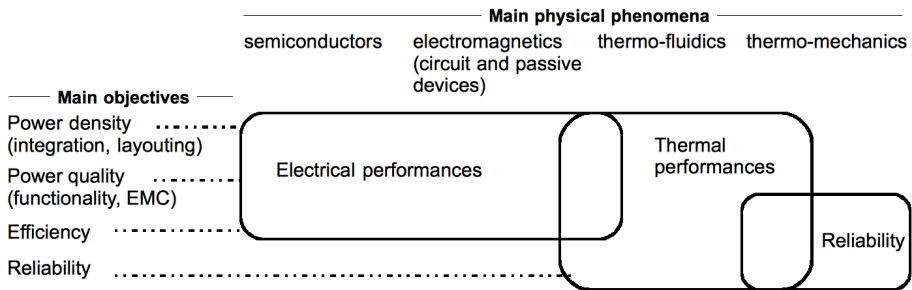 Main physical phenomena
semiconductors electromagnetics thermo-fluidics thermo-mechanics
(circuit and passive
devices)
Main objectives
Power density
(integration, layouting)
Power quality
(functionality, EMC)
Efficiency
Reliability
Electrical performances
Thermal
performances
Reliability